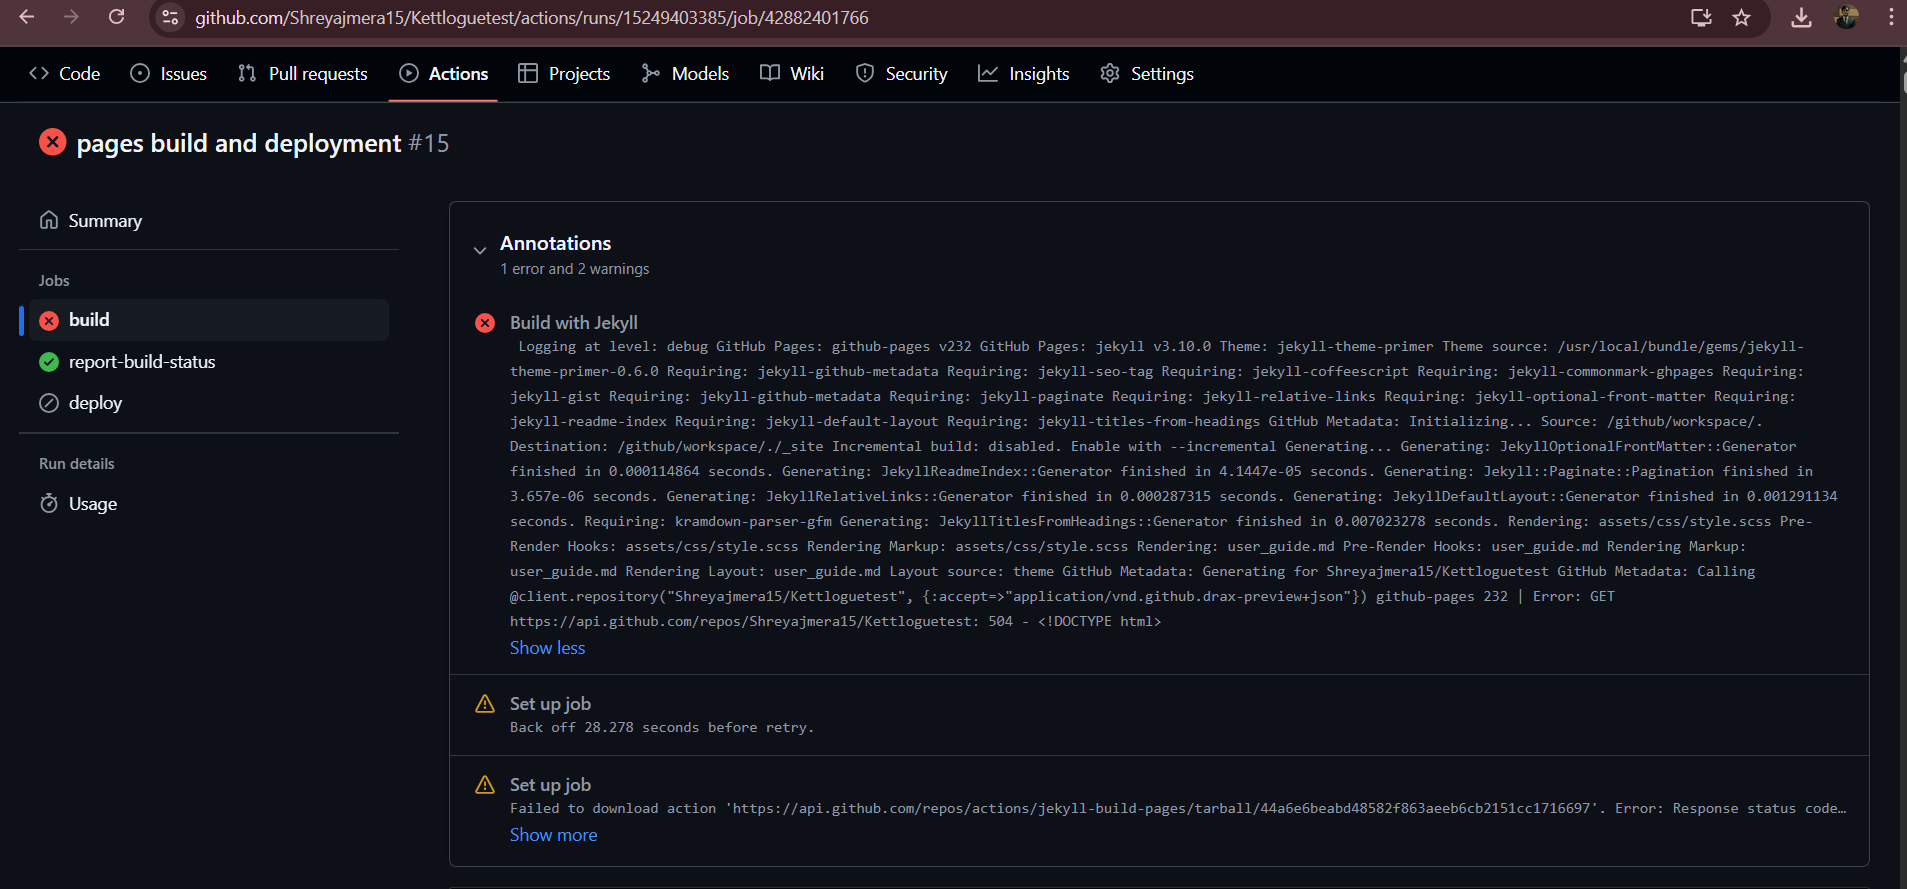 github.com/Shreyajmera15/Kettloguetest/actions/runs/15249403385/job/42882401766
Code Issues Pull requests Actions Projects Models Wiki Security Insights Settings
pages build and deployment #15
Summary
Jobs
build
report-build-status
deploy
Run details
Usage
Annotations
1 error and 2 warnings
Build with Jekyll
Logging at level: debug GitHub Pages: github-pages v232 GitHub Pages: jekyll v3.10.0 Theme: jekyll-theme-primer Theme source: /usr/local/bundle/gems/jekyll-
theme-primer-0.6.0 Requiring: jekyll-github-metadata Requiring: jekyll-seo-tag Requiring: jekyll-coffeescript Requiring: jekyll-commonmark-ghpages Requiring:
jekyll-gist Requiring: jekyll-github-metadata Requiring: jekyll-paginate Requiring: jekyll-relative-links Requiring: jekyll-optional-front-matter Requiring:
jekyll-readme-index Requiring: jekyll-default-layout Requiring: jekyll-titles-from-headings GitHub Metadata: Initializing... Source: /github/workspace/.
Destination: /github/workspace/./_site Incremental build: disabled. Enable with --incremental Generating... Generating: JekyllOptionalFrontMatter::Generator
finished in 0.000114864 seconds. Generating: JekyllReadmeIndex::Generator finished in 4.1447e-05 seconds. Generating: Jekyll::Paginate::Pagination finished in
3.657e-06 seconds. Generating: JekyllRelativeLinks::Generator finished in 0.000287315 seconds. Generating: JekyllDefaultLayout::Generator finished in 0.001291134
seconds. Requiring: kramdown-parser-gfm Generating: JekyllTitlesFromHeadings::Generator finished in 0.007023278 seconds. Rendering: assets/css/style.scss Pre-
Render Hooks: assets/css/style.scss Rendering Markup: assets/css/style.scss Rendering: user_guide.md Pre-Render Hooks: user_guide.md Rendering Markup:
user_guide.md Rendering Layout: user_guide.md Layout source: theme GitHub Metadata: Generating for Shreyajmera15/Kettloguetest GitHub Metadata: Calling
@client.repository("Shreyajmera15/Kettloguetest", {:accept=>"application/vnd.github.drax-preview+json"}) github-pages 232 | Error: GET
https://api.github.com/repos/Shreyajmera15/Kettloguetest: 504 - <!DOCTYPE html>
Show less
Set up job
Back off 28.278 seconds before retry.
Set up job
Failed to download action 'https://api.github.com/repos/actions/jekyll-build-pages/tarball/44a6e6beabd48582f863aeeb6cb2151cc1716697'. Error: Response status code…
Show more